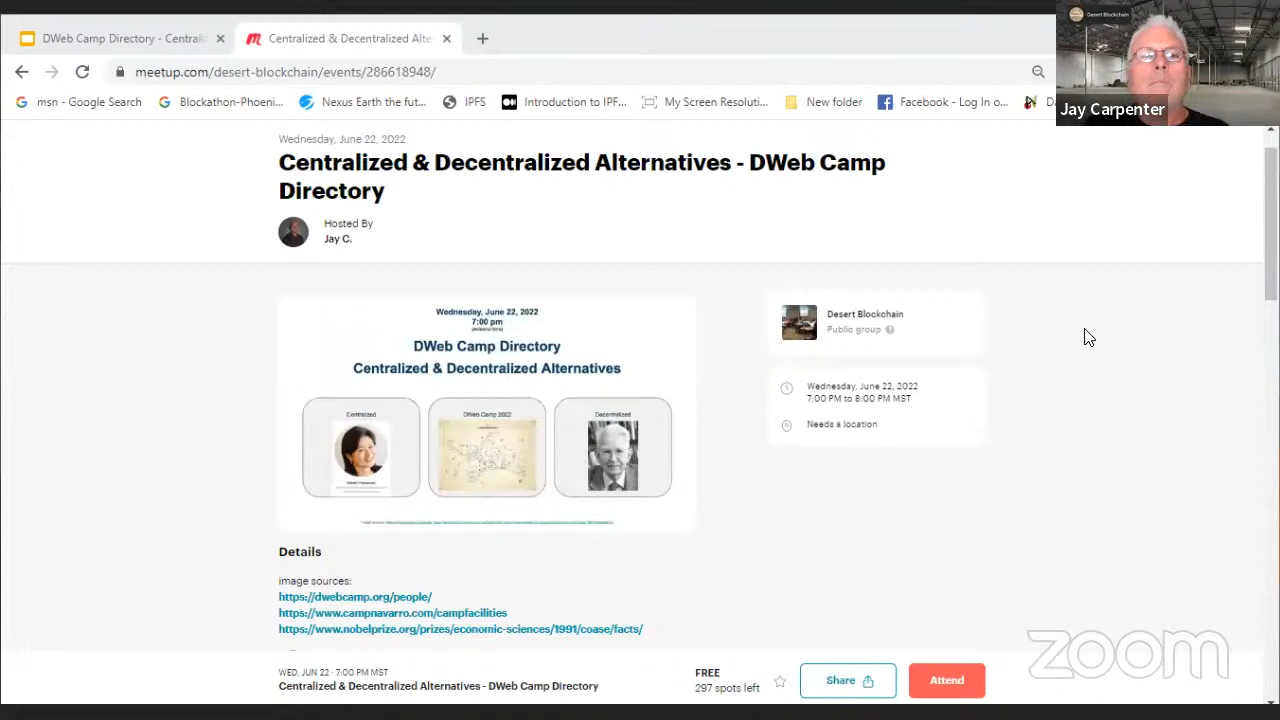 DWeb Camp Directory - Centrali
Centralized & Decentralized Alte
meetup.com/desert-blockchain/events/286618948/
msn - Google Search
Blockathon-Phoeni...
Nexus Earth the fut...
IPFS
Introduction to IPF...
My Screen Resoluti...
New folder
Facebook - Log In o...
Desert Blockchain
Jay Carpenter
Wednesday, June 22, 2022
Centralized & Decentralized Alternatives - DWeb Camp
Directory
Hosted By
Jay C.
Wednesday, June 22, 2022
7:00 pm
(Arizona time)
DWeb Camp Directory
Centralized & Decentralized Alternatives
Centralized
DWeb Camp 2022
Decentralized
Desert Blockchain
Public group
Wednesday, June 22, 2022
7:00 PM to 8:00 PM MST
Needs a location
Details
image sources:
https://dwebcamp.org/people/
https://www.campnavarro.com/campfacilities
https://www.nobelprize.org/prizes/economic-sciences/1991/coase/facts/
zoom
WED, JUN 22 · 7:00 PM MST
Centralized & Decentralized Alternatives - DWeb Camp Directory
FREE
297 spots left
Share
Attend